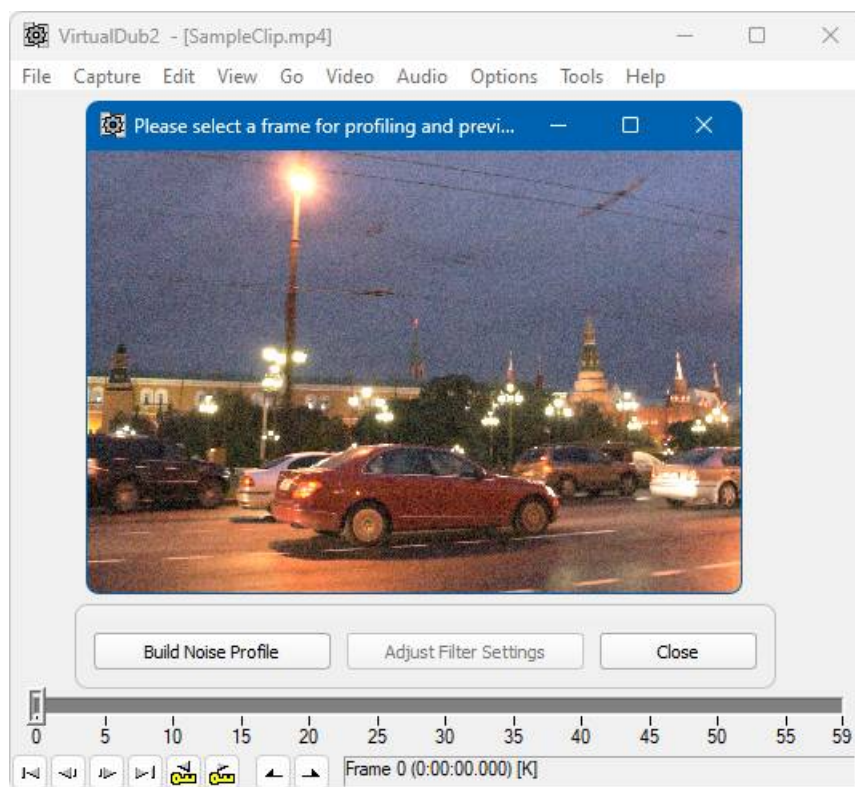 VirtualDub2 - [SampleClip.mp4]
File Capture Edit View Go Video Audio Options Tools Help
Please select a frame for profiling and previ...
Build Noise Profile Adjust Filter Settings Close
0 5 10 15 20 25 30 35 40 45 50 55 59
Frame 0 (0:00:00.000) [K]